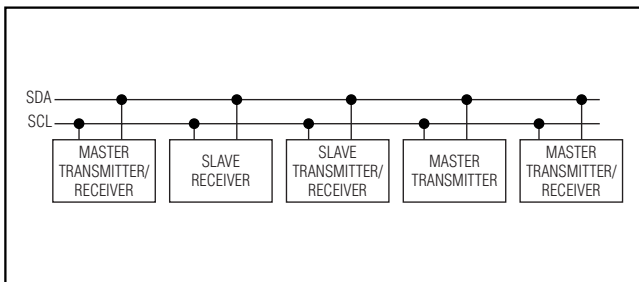 SDA
SCL
MASTER
TRANSMITTER/
RECEIVER
SLAVE
RECEIVER
SLAVE
TRANSMITTER/
RECEIVER
MASTER
TRANSMITTER
MASTER
TRANSMITTER/
RECEIVER